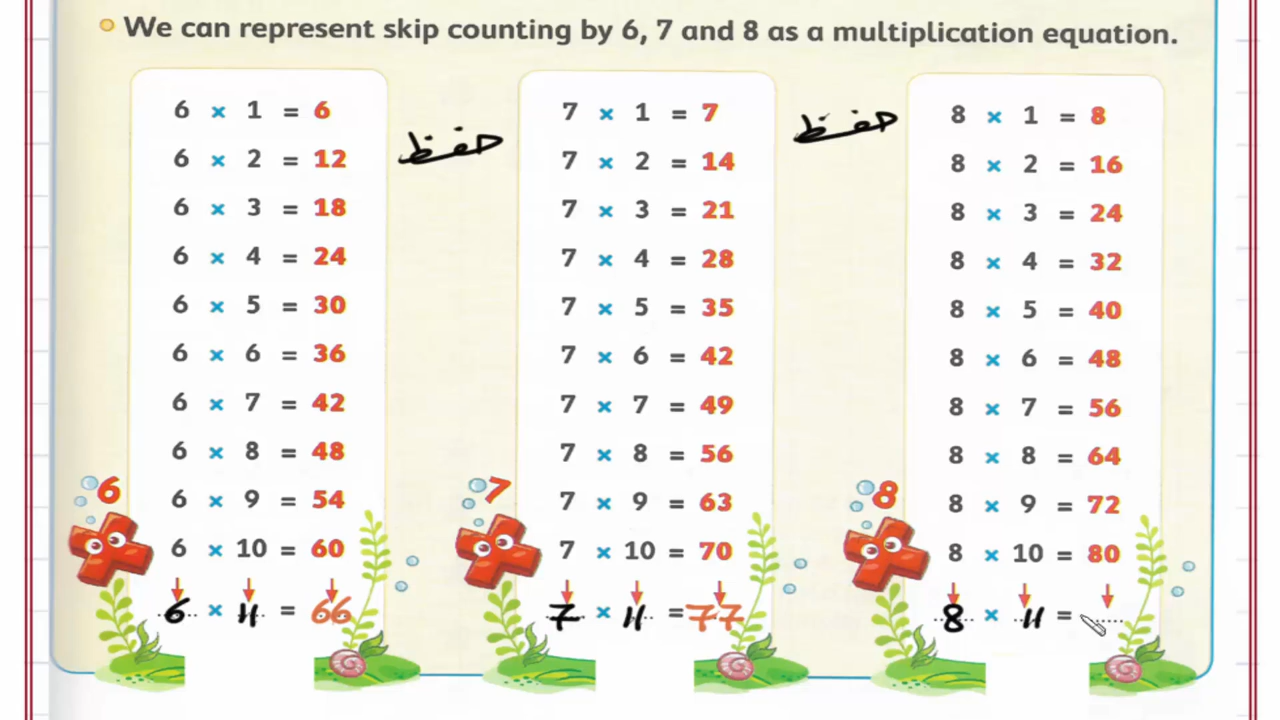 We can represent skip counting by 6, 7 and 8 as a multiplication equation.
6 × 1 = 6
6 × 2 = 12
6 × 3 = 18
6 × 4 = 24
6 × 5 = 30
6 × 6 = 36
6 × 7 = 42
6 × 8 = 48
6 × 9 = 54
6 × 10 = 60
6 × 11 = 66
6
حفظ
7 × 1 = 7
7 × 2 = 14
7 × 3 = 21
7 × 4 = 28
7 × 5 = 35
7 × 6 = 42
7 × 7 = 49
7 × 8 = 56
7 × 9 = 63
7 × 10 = 70
7 × 11 = 77
7
حفظ
8 × 1 = 8
8 × 2 = 16
8 × 3 = 24
8 × 4 = 32
8 × 5 = 40
8 × 6 = 48
8 × 7 = 56
8 × 8 = 64
8 × 9 = 72
8 × 10 = 80
8 × 11 = ......
8